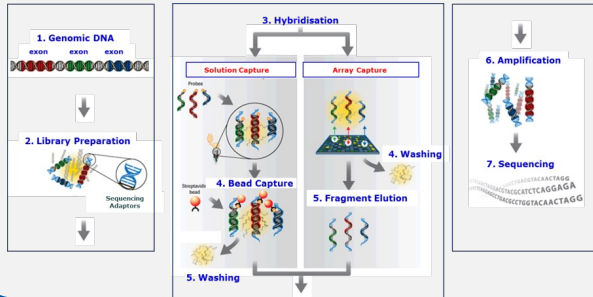 1. Genomic DNA
exon exon exon
2. Library Preparation
Sequencing
Adaptors
3. Hybridisation
Solution Capture
Array Capture
Probes
4. Bead Capture
Streptavidin
bead
5. Washing
4. Washing
5. Fragment Elution
6. Amplification
7. Sequencing